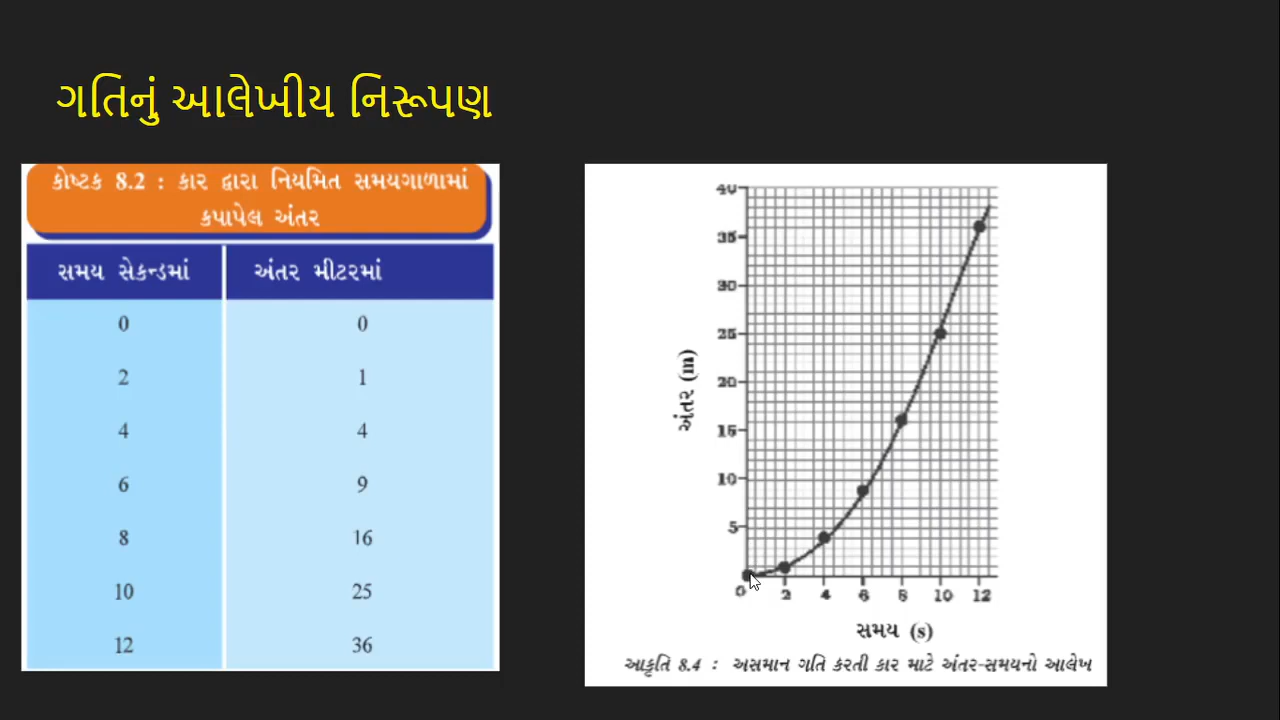 ગતિનું આલેખીય નિરૂપણ
કોષ્ટક 8.2 : કાર દ્વારા નિયમિત સમયગાળામાં
કપાપેલ અંતર
સમય સેકન્ડમાં અંતર મીટરમાં
0 0
2 1
4 4
6 9
8 16
10 25
12 36
40
35
30
25
20
15
10
5
અંતર (m)
0 2 4 6 8 10 12
સમય (s)
આકૃતિ 8.4 : અસમાન ગતિ કરતી કાર માટે અંતર-સમયનો આલેખ